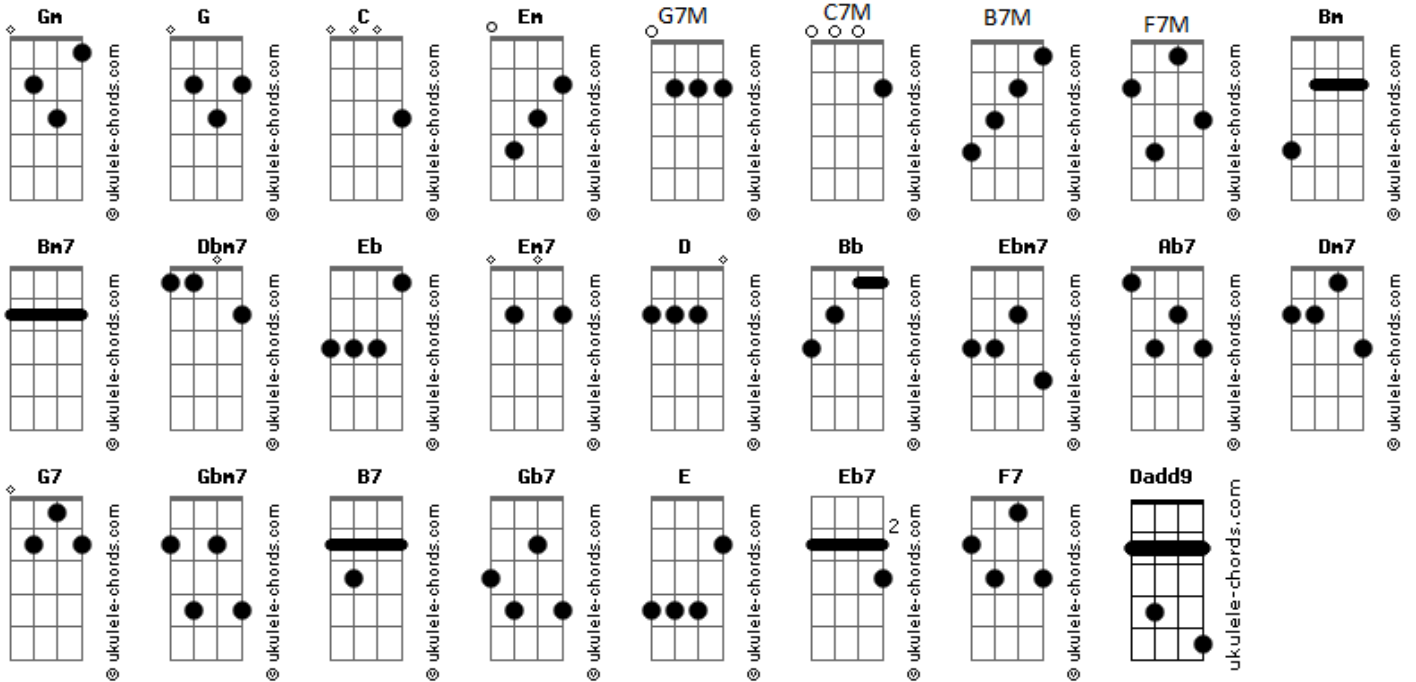 Gm G C Em G7M C7M B7M F7M Bm
© ukulele-chords.com © ukulele-chords.com © ukulele-chords.com © ukulele-chords.com © ukulele-chords.com © ukulele-chords.com © ukulele-chords.com © ukulele-chords.com © ukulele-chords.com
Bm7 Dbm7 Eb Em7 D Bb Ebm7 Ab7 Dm7
© ukulele-chords.com © ukulele-chords.com © ukulele-chords.com © ukulele-chords.com © ukulele-chords.com © ukulele-chords.com © ukulele-chords.com © ukulele-chords.com © ukulele-chords.com
G7 Gbm7 B7 Gb7 E Eb7 F7 Dadd9
2
© ukulele-chords.com © ukulele-chords.com © ukulele-chords.com © ukulele-chords.com © ukulele-chords.com © ukulele-chords.com © ukulele-chords.com ukulele-chords.com